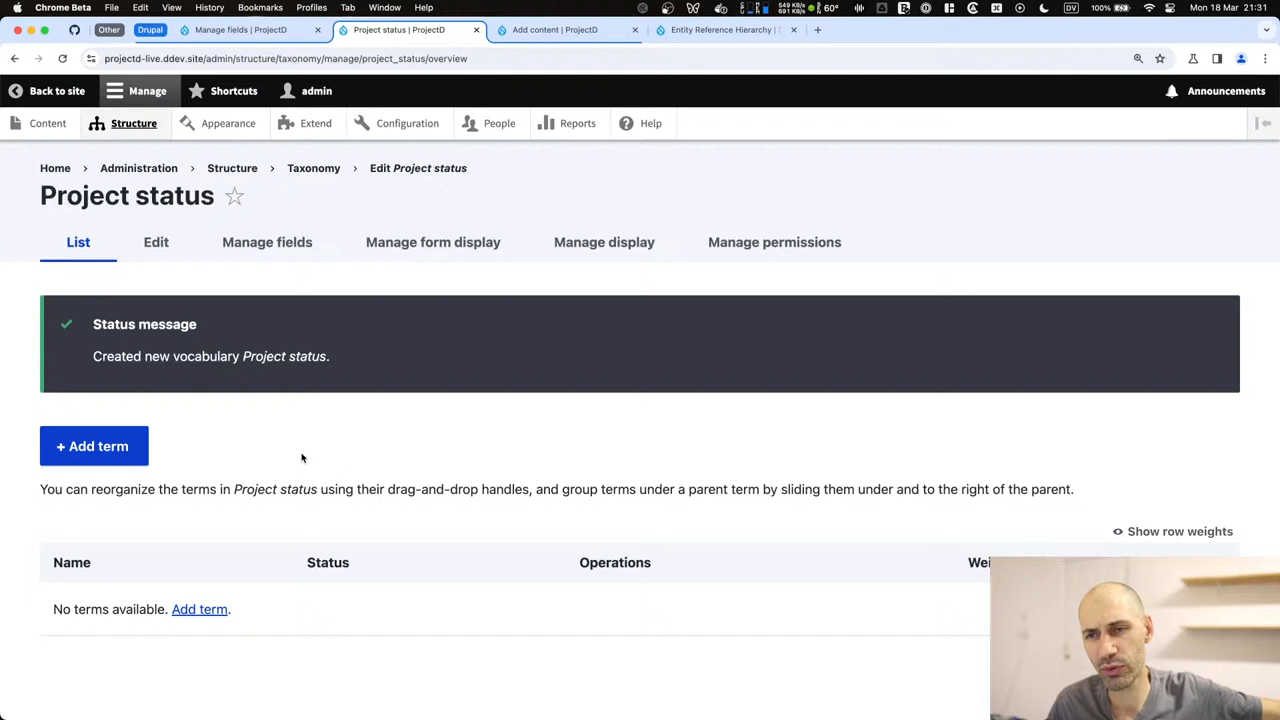 Chrome Beta File Edit View History Bookmarks Profiles Tab Window Help 100% Mon 18 Mar 21:31
Other Drupal Manage fields | ProjectD Project status | ProjectD Add content | ProjectD Entity Reference Hierarchy |
projectd-live.ddev.site/admin/structure/taxonomy/manage/project_status/overview
Back to site Manage Shortcuts admin Announcements
Content Structure Appearance Extend Configuration People Reports Help
Home › Administration › Structure › Taxonomy › Edit Project status
Project status
List Edit Manage fields Manage form display Manage display Manage permissions
Status message
Created new vocabulary Project status.
+ Add term
You can reorganize the terms in Project status using their drag-and-drop handles, and group terms under a parent term by sliding them under and to the right of the parent.
Show row weights
Name Status Operations Wei
No terms available. Add term.